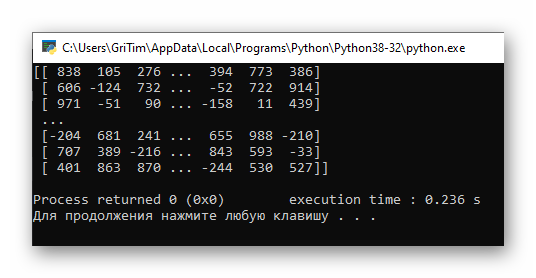 C:\Users\GriTim\AppData\Local\Programs\Python\Python38-32\python.exe
[[ 838  105  276 ...  394  773  386]
 [ 606 -124  732 ...  -52  722  914]
 [ 971  -51   90 ... -158   11  439]
 ...
 [-204  681  241 ...  655  988 -210]
 [ 707  389 -216 ...  843  593  -33]
 [ 401  863  870 ... -244  530  527]]
Process returned 0 (0x0)        execution time : 0.236 s
Для продолжения нажмите любую клавишу . . .